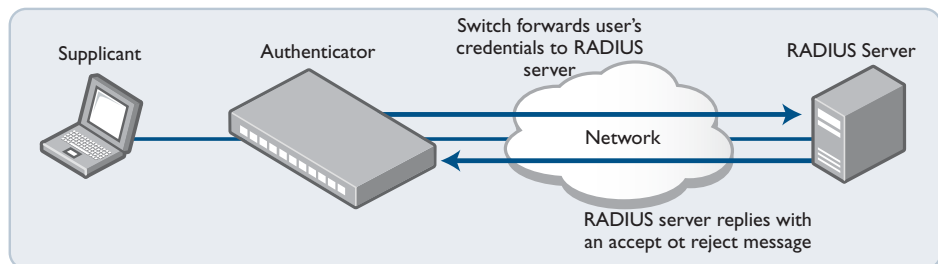 Supplicant
Authenticator
Switch forwards user's
credentials to RADIUS
server
RADIUS Server
Network
RADIUS server replies with
an accept ot reject message